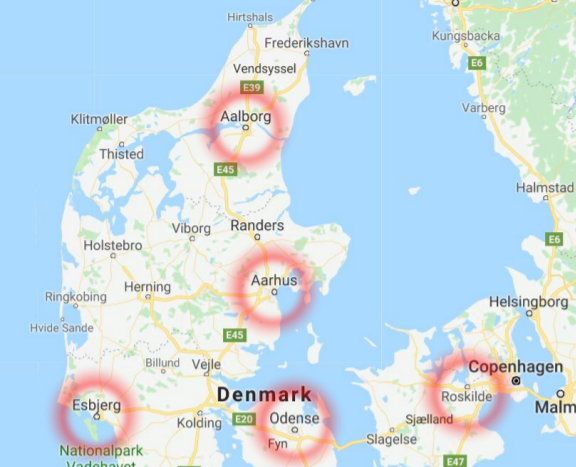 Hirtshals
Kungsbacka
Frederikshavn
E6
Vendsyssel
E39
Varberg
Klitmøller
Aalborg
Thisted
E45
Halmstad
Viborg
Randers
E6
Holstebro
Aarhus
Herning
Ringkobing
Helsingborg
Hvide Sande
E45
Billund
Vejle
Copenhagen
Denmark
Roskilde
Esbjerg
Malm
Kolding
E20
Odense
Sjælland
Fyn
Slagelse
Nationalpark
Vadehavet
E47